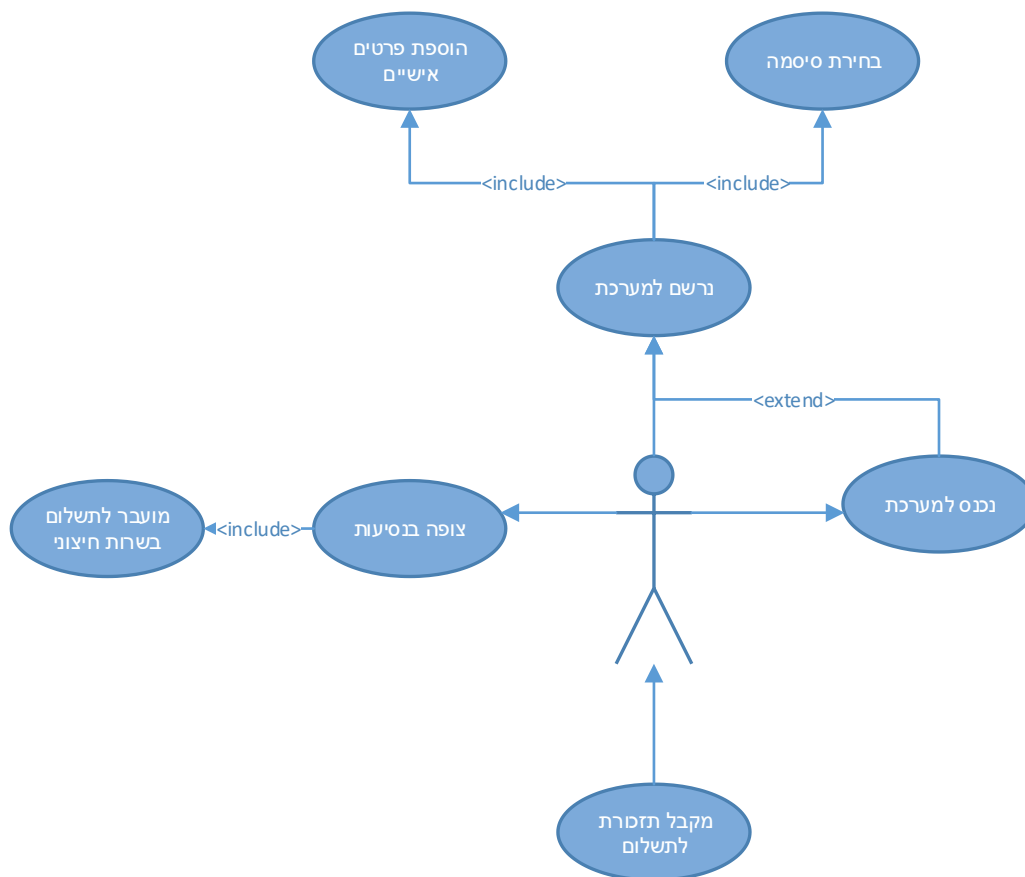 הוספת פרטים
אישיים
בחירת סיסמה
<include>
<include>
נרשם למערכת
<extend>
נכנס למערכת
צופה בנסיעות
<include>
מועבר לתשלום
בשרות חיצוני
מקבל תזכורת
לתשלום